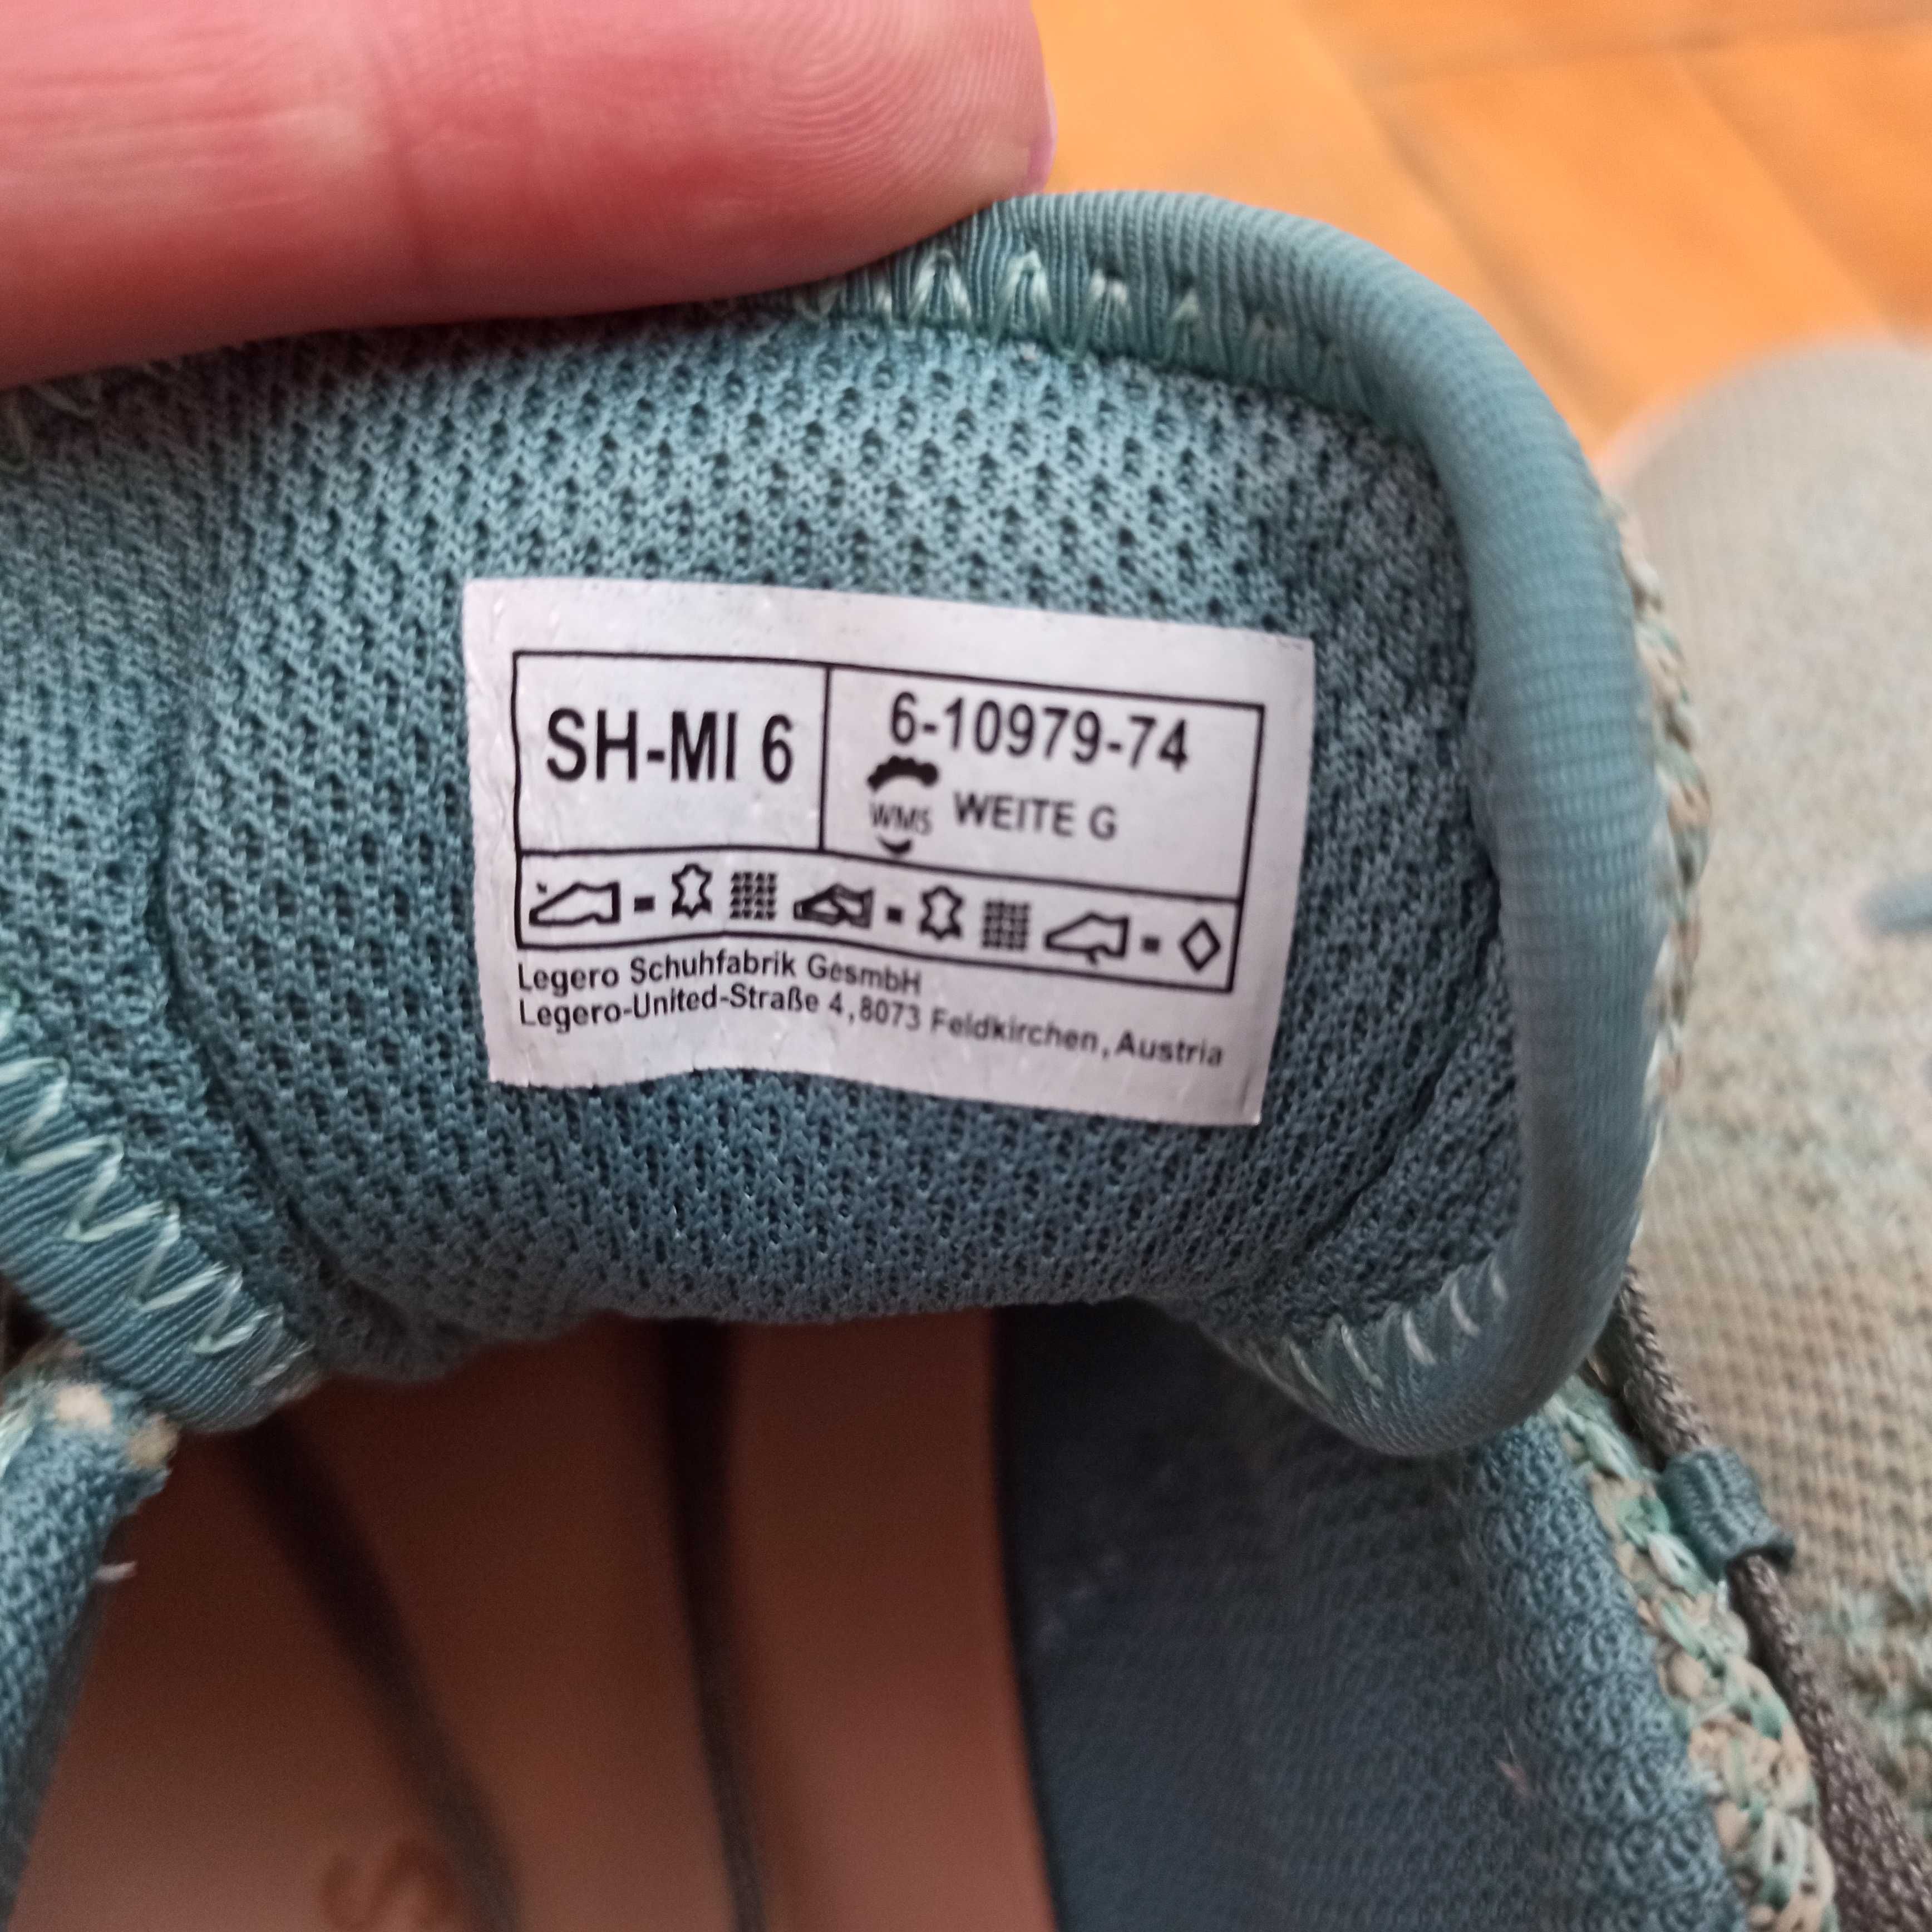 SH-MI 6
6-10979-74
WMS WEITE G
Legero Schuhfabrik GesmbH
Legero-United-Straße 4, 8073 Feldkirchen, Austria